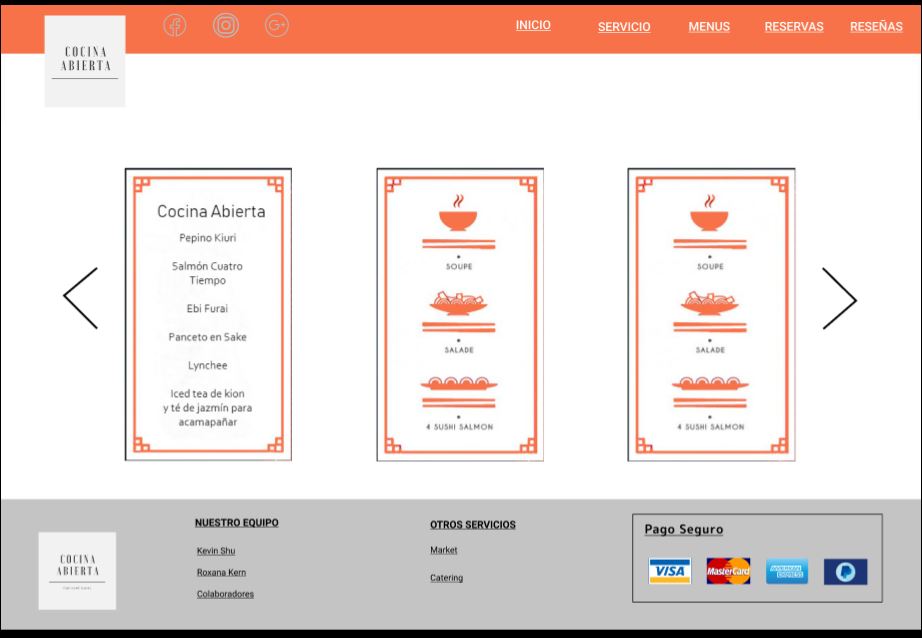 COCINA
ABIERTA
G+
INICIO
SERVICIO
MENUS
RESERVAS
RESEÑAS
Cocina Abierta
Pepino Kiuri
Salmón Cuatro
Tiempo
Ebi Furai
Panceto en Sake
Lynchee
Iced tea de kion
y té de jazmín para
acamapañar
SOUPE
SALADE
4 SUSHI SALMON
SOUPE
SALADE
4 SUSHI SALMON
COCINA
ABIERTA
NUESTRO EQUIPO
Kevin Shu
Roxana Kern
Colaboradores
OTROS SERVICIOS
Market
Catering
Pago Seguro
VISA
MasterCard
AMERICAN
EXPRESS